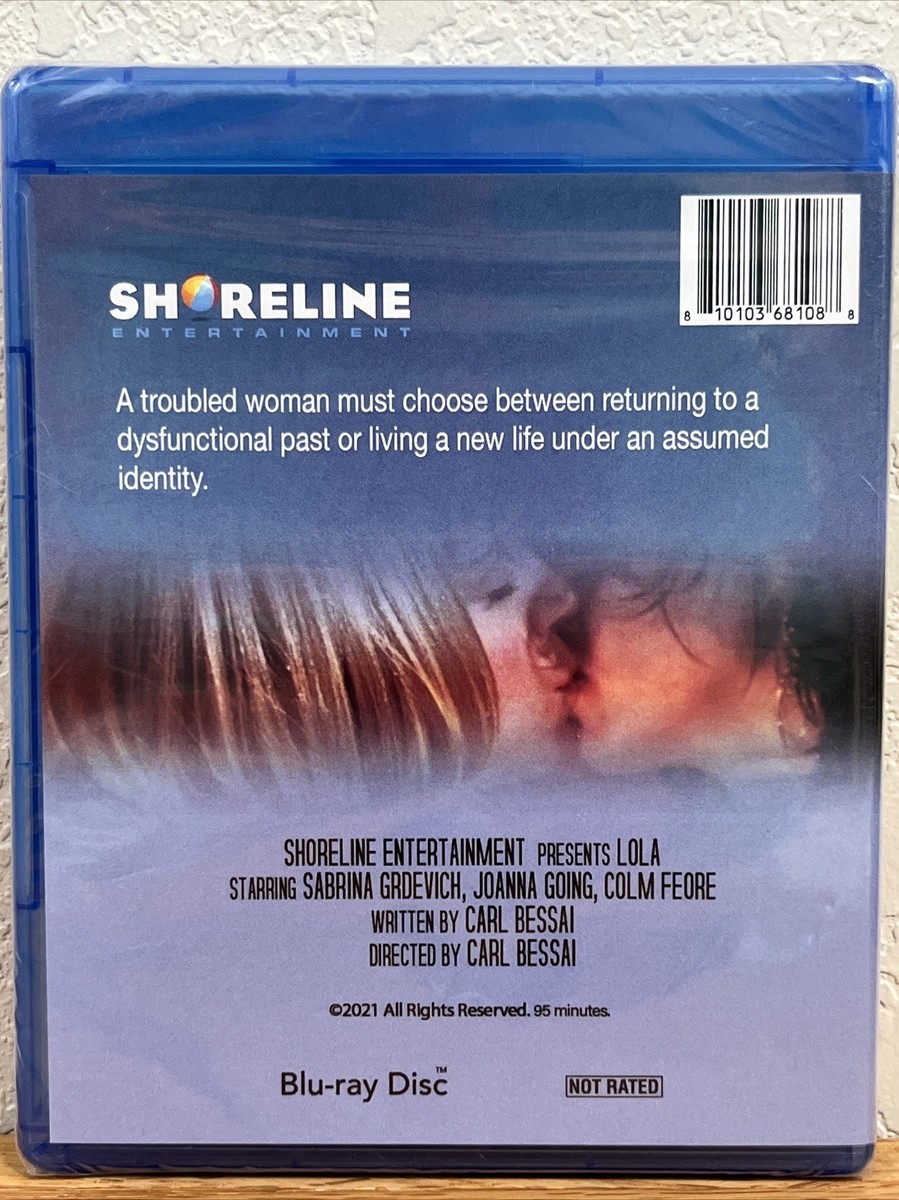 8 10103 68108 8
SHORELINE
ENTERTAINMENT
A troubled woman must choose between returning to a
dysfunctional past or living a new life under an assumed
identity.
SHORELINE ENTERTAINMENT PRESENTS LOLA
STARRING SABRINA GRDEVICH, JOANNA GOING, COLM FEORE
WRITTEN BY CARL BESSAI
DIRECTED BY CARL BESSAI
©2021 All Rights Reserved. 95 minutes.
Blu-ray Disc™
NOT RATED